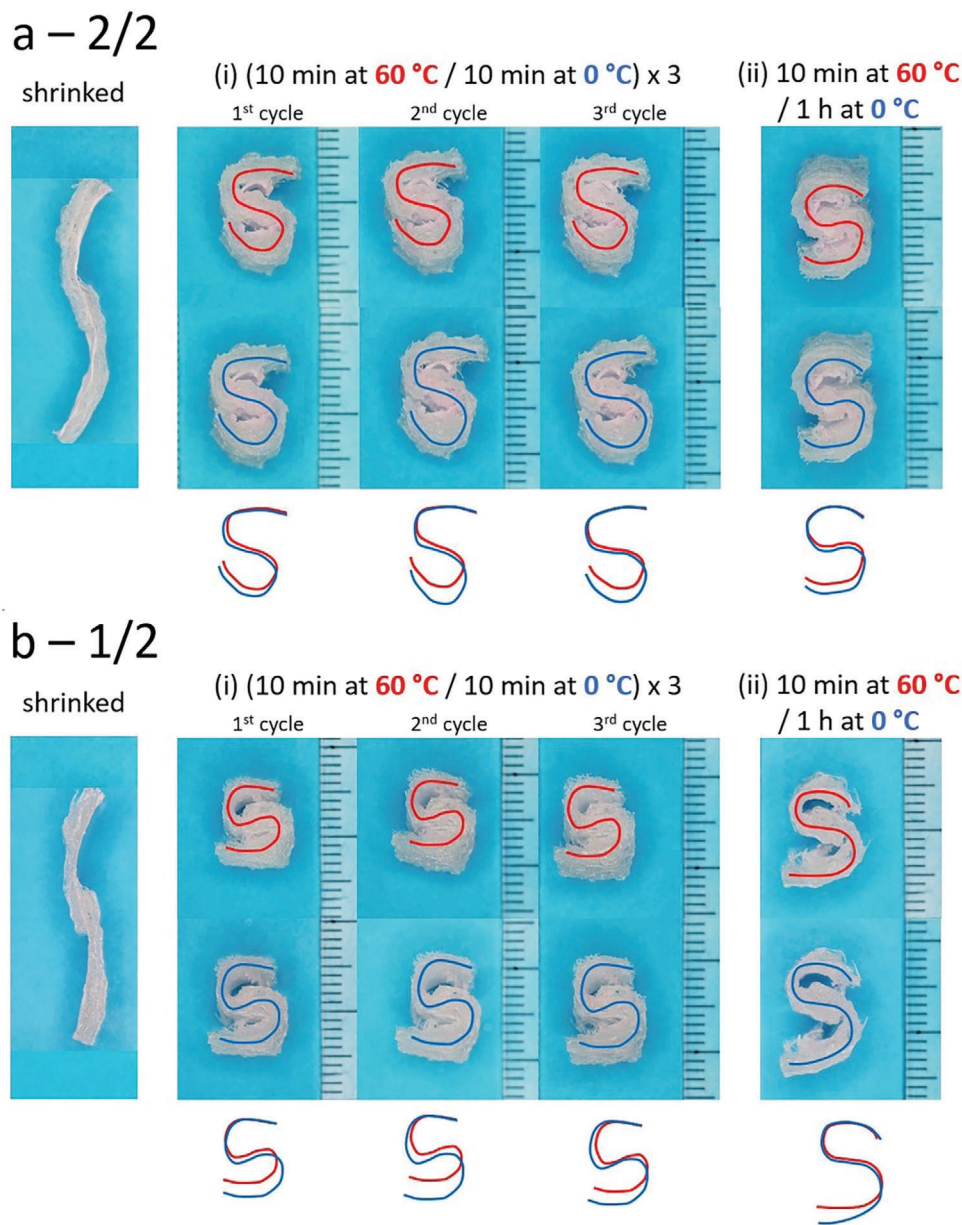 a – 2/2
shrinked
(i) (10 min at 60 °C / 10 min at 0 °C) x 3
1st cycle
2nd cycle
3rd cycle
(ii) 10 min at 60 °C
/ 1 h at 0 °C
b – 1/2
shrinked
(i) (10 min at 60 °C / 10 min at 0 °C) x 3
1st cycle
2nd cycle
3rd cycle
(ii) 10 min at 60 °C
/ 1 h at 0 °C